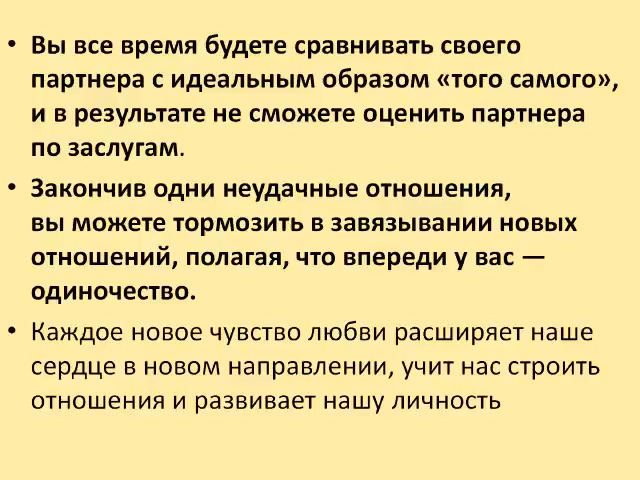 • Вы все время будете сравнивать своего
партнера с идеальным образом «того самого»,
и в результате не сможете оценить партнера
по заслугам.
• Закончив одни неудачные отношения,
вы можете тормозить в завязывании новых
отношений, полагая, что впереди у вас —
одиночество.
• Каждое новое чувство любви расширяет наше
сердце в новом направлении, учит нас строить
отношения и развивает нашу личность